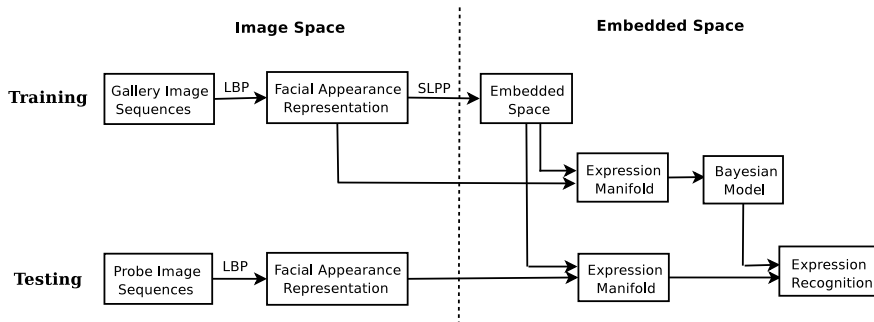 Image Space
Embedded Space
Training
Gallery Image
Sequences
LBP
Facial Appearance
Representation
SLPP
Embedded
Space
Expression
Manifold
Bayesian
Model
Testing
Probe Image
Sequences
LBP
Facial Appearance
Representation
Expression
Manifold
Expression
Recognition